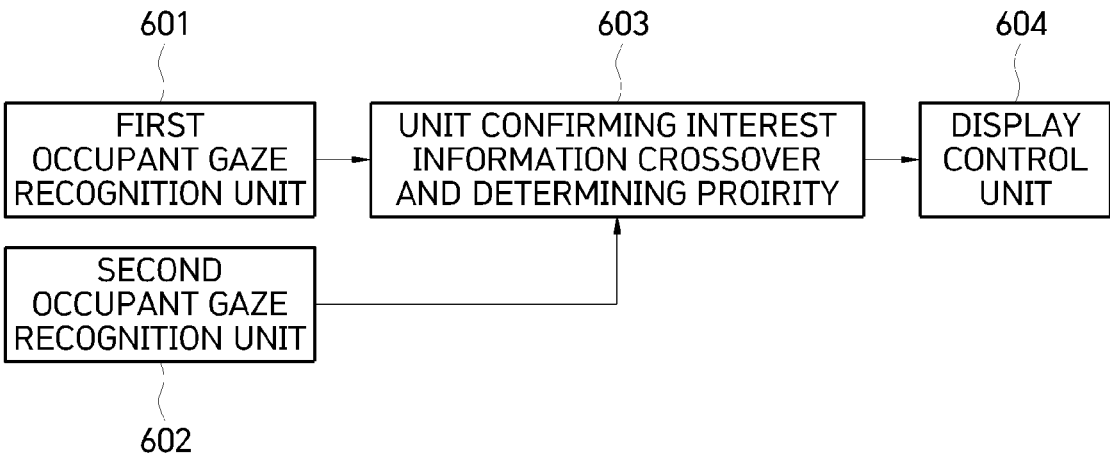 601
603
604
FIRST
OCCUPANT GAZE
RECOGNITION UNIT
UNIT CONFIRMING INTEREST
INFORMATION CROSSOVER
AND DETERMINING PROIRITY
DISPLAY
CONTROL
UNIT
SECOND
OCCUPANT GAZE
RECOGNITION UNIT
602